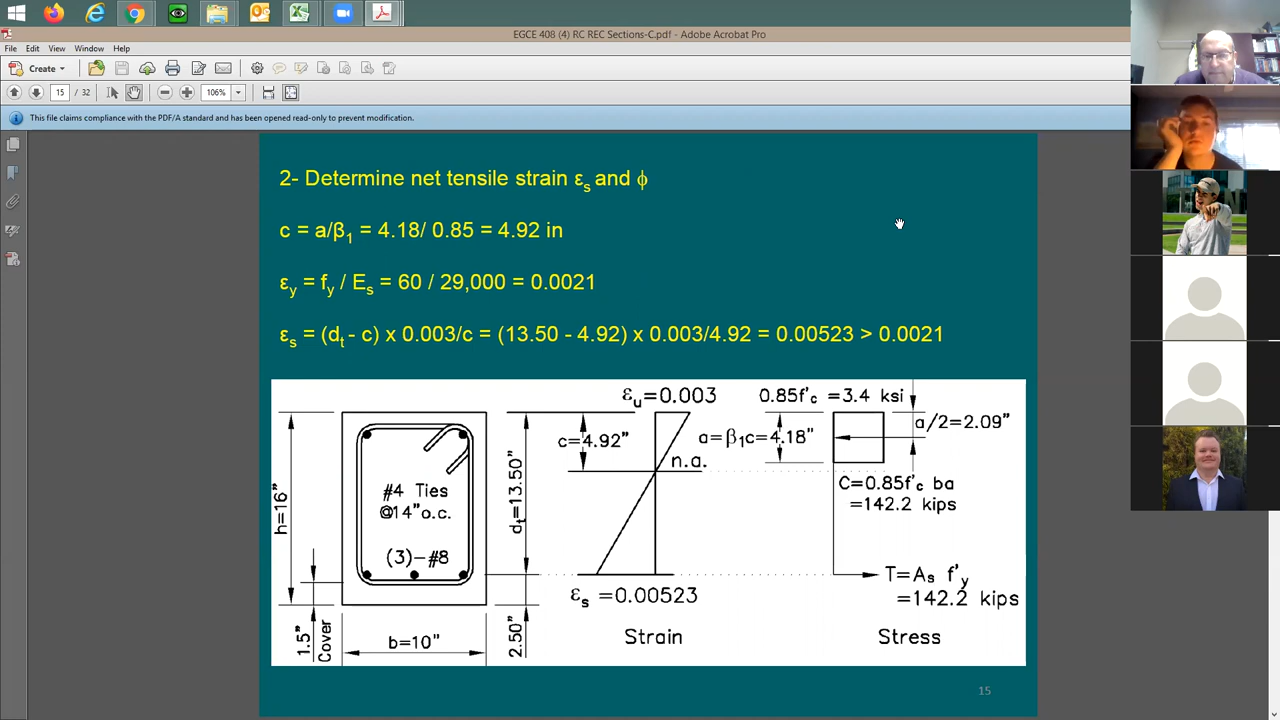 EGCE 408 (4) RC REC Sections-C.pdf - Adobe Acrobat Pro
File Edit View Window Help
Create
15 / 32 106%
This file claims compliance with the PDF/A standard and has been opened read-only to prevent modification.
2- Determine net tensile strain εs and ϕ
c = a/β1 = 4.18/ 0.85 = 4.92 in
εy = fy / Es = 60 / 29,000 = 0.0021
εs = (dt - c) x 0.003/c = (13.50 - 4.92) x 0.003/4.92 = 0.00523 > 0.0021
εu=0.003
0.85f'c =3.4 ksi
a/2=2.09"
c=4.92"
a=β1c=4.18"
n.a.
h=16"
#4 Ties
@14"o.c.
(3)-#8
dt=13.50"
C=0.85f'c ba
=142.2 kips
T=As f'y
=142.2 kips
εs =0.00523
1.5"
Cover
b=10"
2.50"
Strain
Stress
15